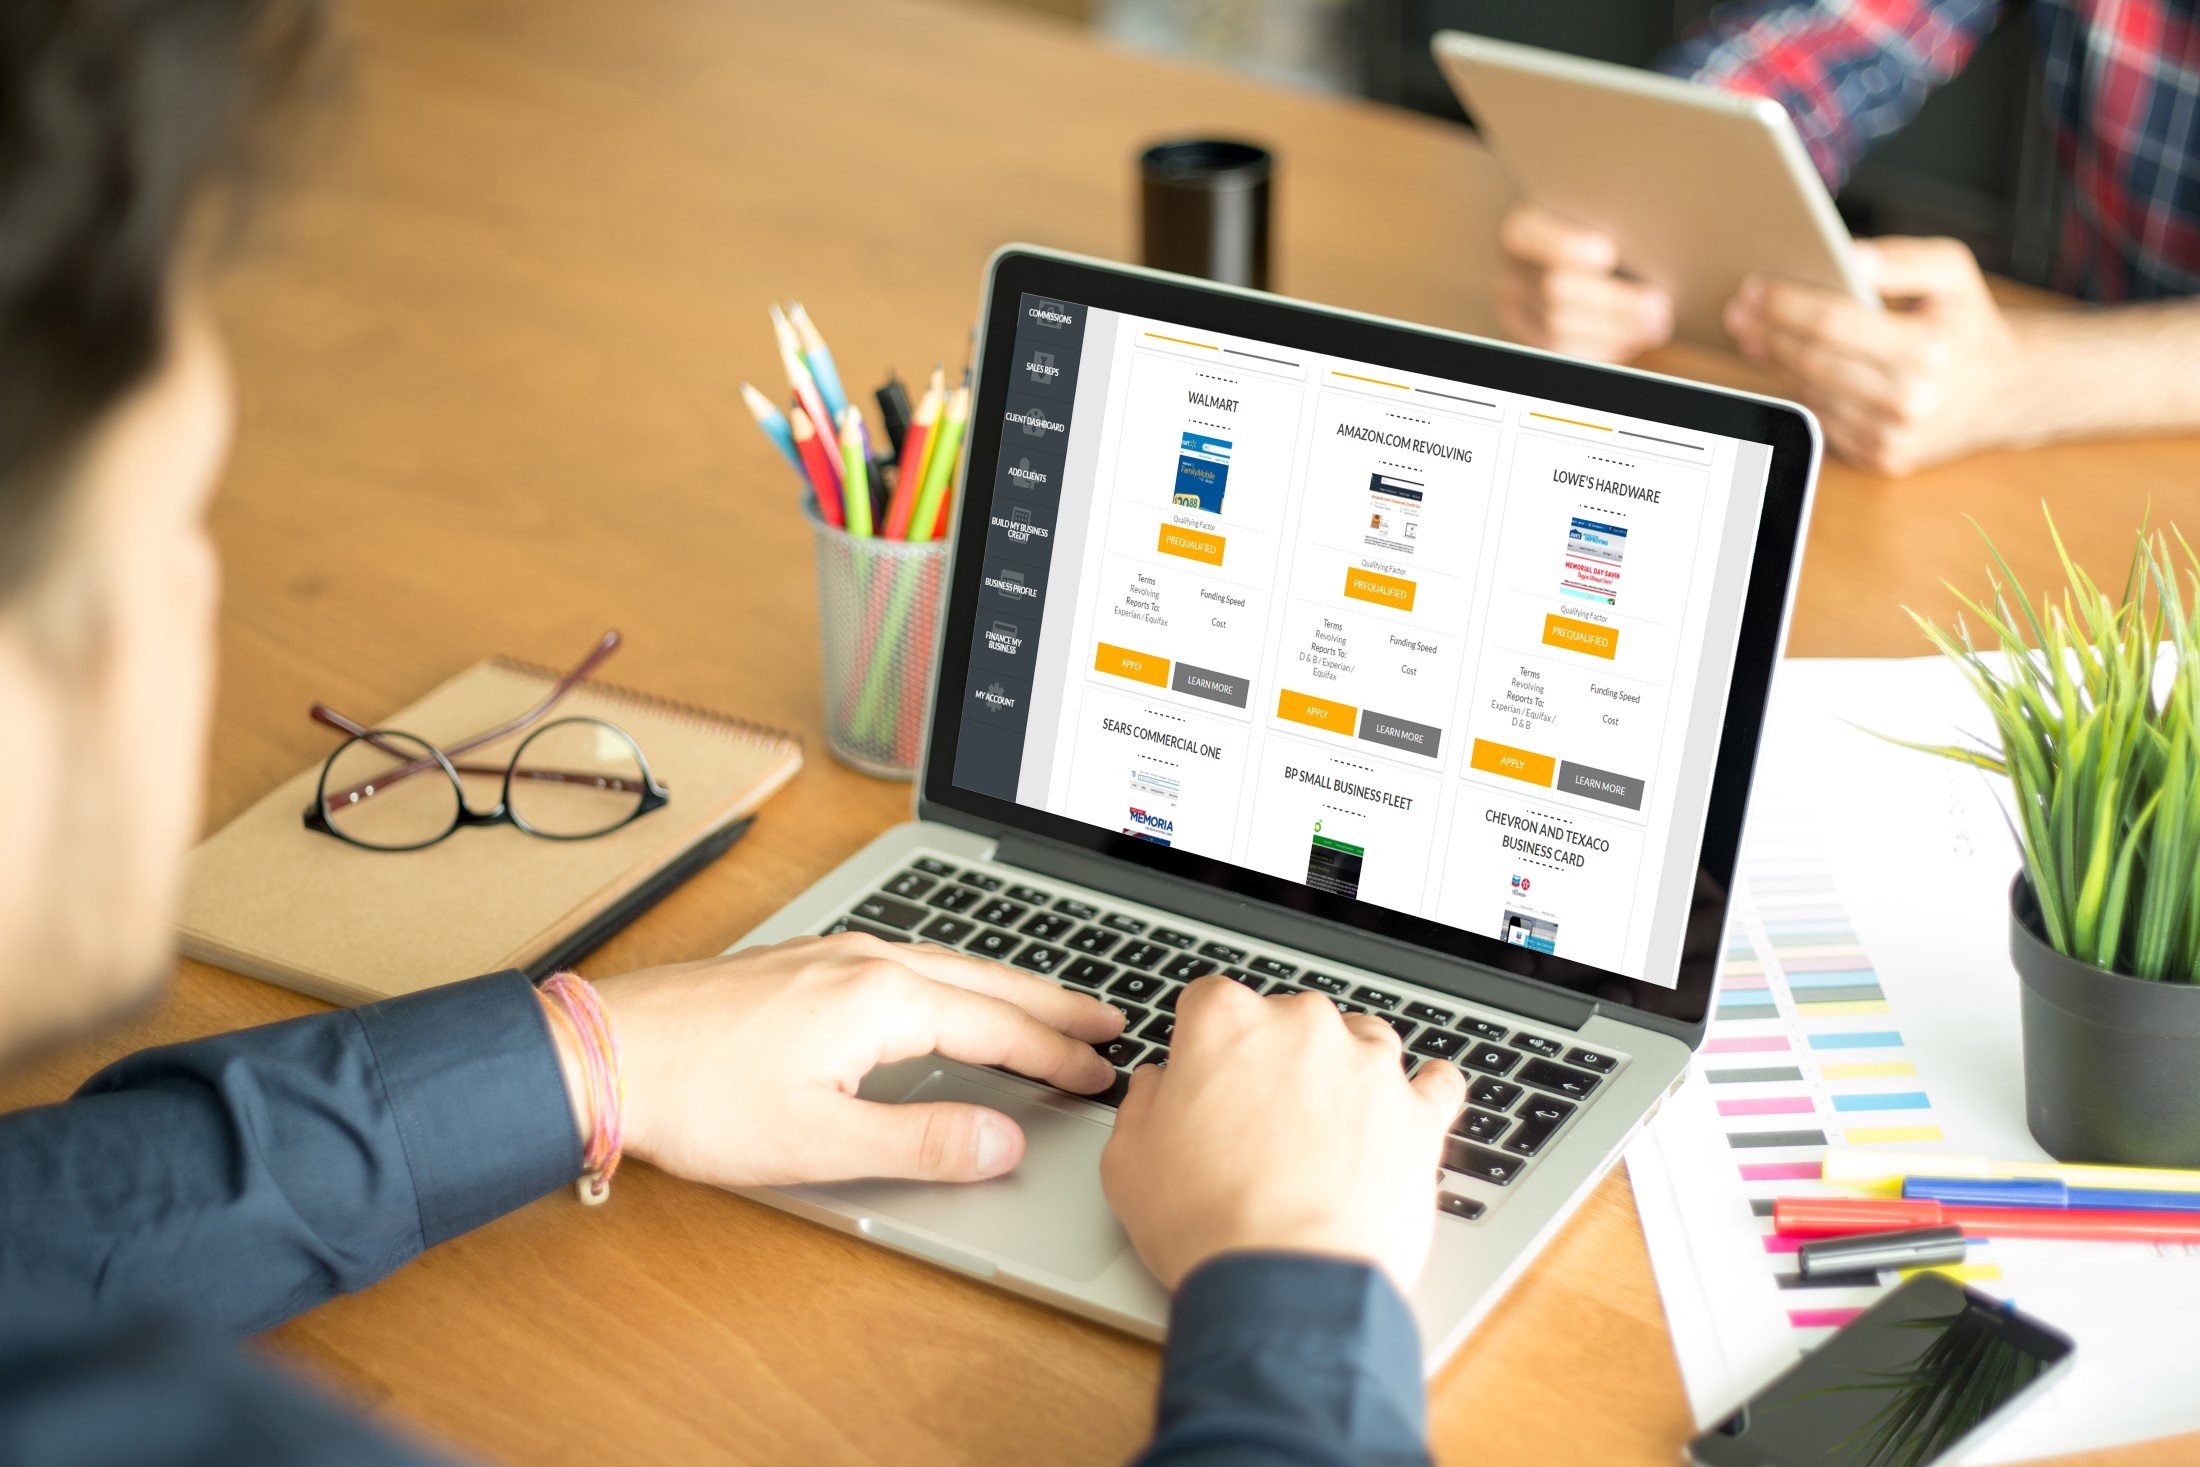 COMMISSIONS
SALES REPS
CLIENT DASHBOARD
ADD CLIENTS
BUILD MY BUSINESS
CREDIT
BUSINESS PROFILE
FINANCE MY
BUSINESS
MY ACCOUNT
WALMART
FamilyMobile
Qualifying Factor
PREQUALIFIED
Terms
Revolving
Reports To:
Experian / Equifax
Funding Speed
Cost
APPLY
LEARN MORE
AMAZON.COM REVOLVING
Qualifying Factor
PREQUALIFIED
Terms
Revolving
Reports To:
D & B / Experian /
Equifax
Funding Speed
Cost
APPLY
LEARN MORE
LOWE'S HARDWARE
MEMORIAL DAY SAVIN
Qualifying Factor
PREQUALIFIED
Terms
Revolving
Reports To:
Experian / Equifax /
D & B
Funding Speed
Cost
APPLY
LEARN MORE
SEARS COMMERCIAL ONE
MEMORIA
BP SMALL BUSINESS FLEET
CHEVRON AND TEXACO
BUSINESS CARD